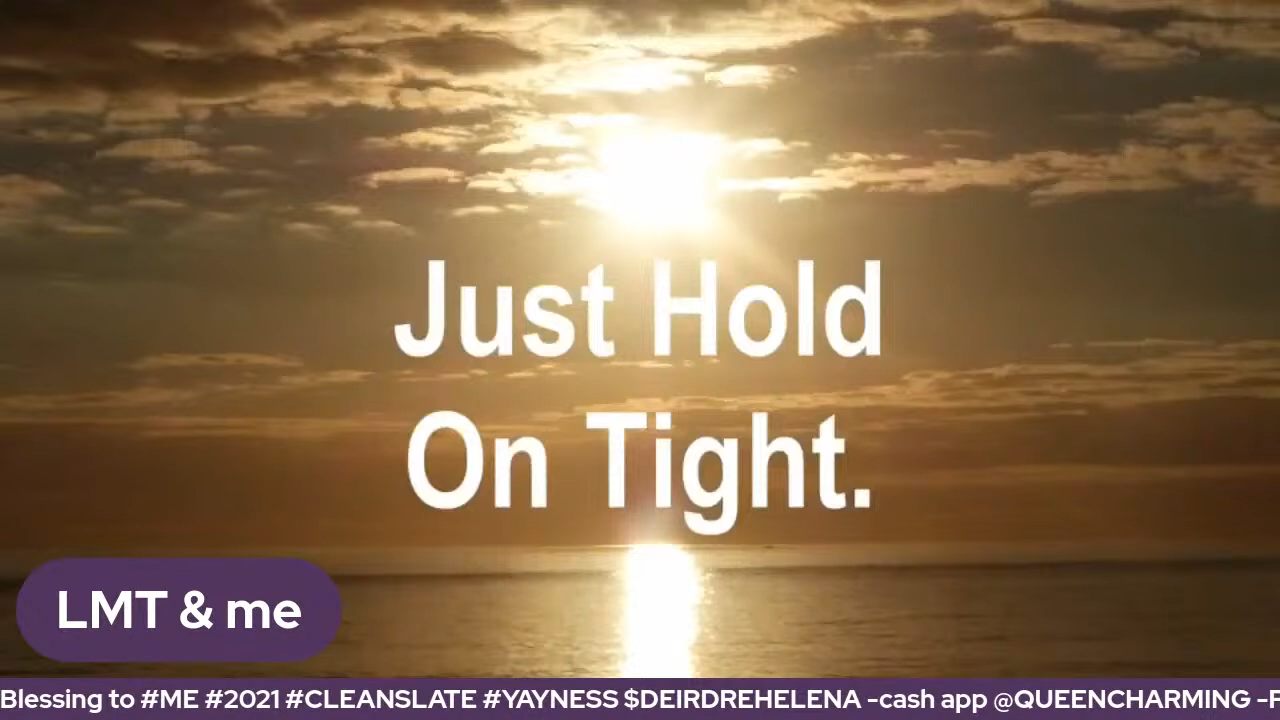 Just Hold
On Tight.
LMT & me
Blessing to #ME #2021 #CLEANSLATE #YAYNESS $DEIRDREHELENA -cash app @QUEENCHARMING -